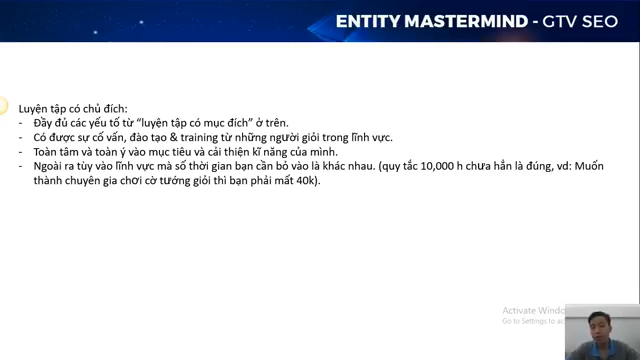 ENTITY MASTERMIND - GTV SEO
Luyện tập có chủ đích:
- Đầy đủ các yếu tố từ "luyện tập có mục đích" ở trên.
- Có được sự cố vấn, đào tạo & training từ những người giỏi trong lĩnh vực.
- Toàn tâm và toàn ý vào mục tiêu và cải thiện kĩ năng của mình.
- Ngoài ra tùy vào lĩnh vực mà số thời gian bạn cần bỏ vào là khác nhau. (quy tắc 10,000 h chưa hẳn là đúng, vd: Muốn
thành chuyên gia chơi cờ tướng giỏi thì bạn phải mất 40k).
Activate Windo
Go to Settings to a